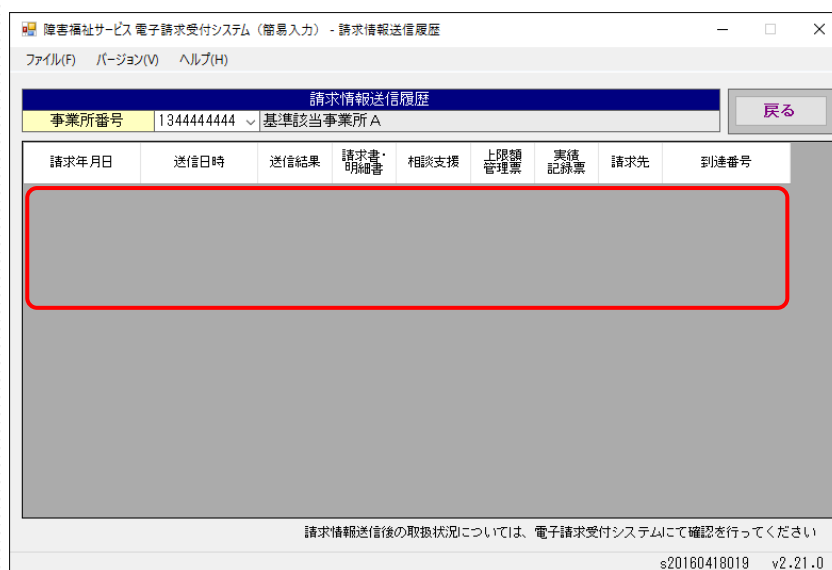 障害福祉サービス 電子請求受付システム（簡易入力） - 請求情報送信履歴
ファイル(F) バージョン(V) ヘルプ(H)
請求情報送信履歴
事業所番号 1344444444 基準該当事業所A
戻る
請求年月日 送信日時 送信結果 請求書・明細書 相談支援 上限額管理票 実績記録票 請求先 到達番号
請求情報送信後の取扱状況については、電子請求受付システムにて確認を行ってください
s20160418019 v2.21.0